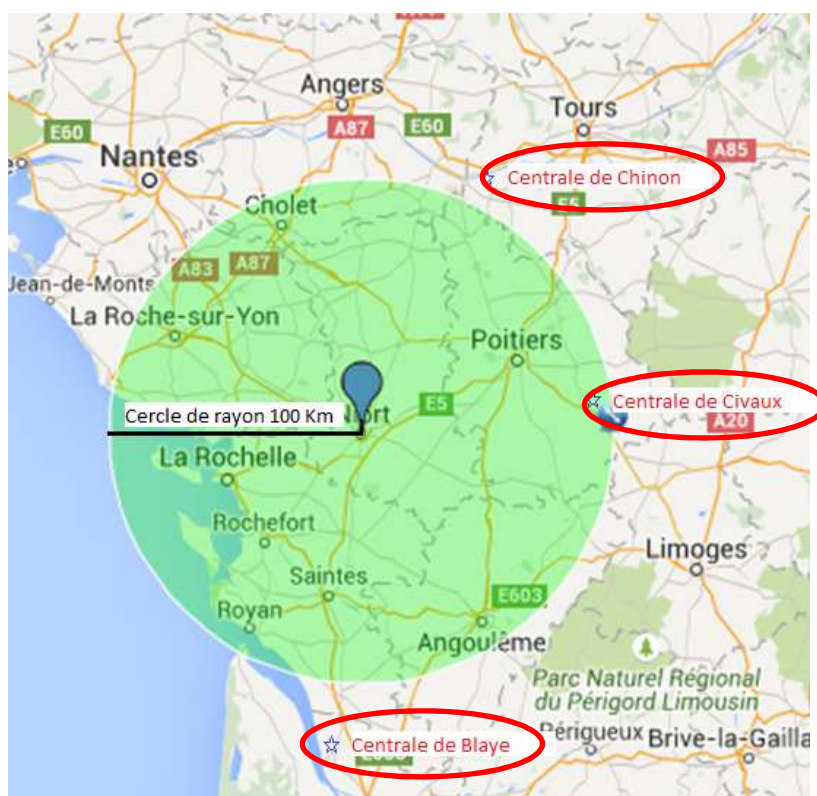 Angers
Tours
E60
A87
E60
A85
Nantes
Centrale de Chinon
E5
Cholet
A83
A87
Jean-de-Monts
La Roche-sur-Yon
Poitiers
Centrale de Civaux
Cercle de rayon 100 Km
E5
A20
La Rochelle
Rochefort
Limoges
Saintes
E603
Royan
Angoulême
Parc Naturel Régional
du Périgord Limousin
Centrale de Blaye
Périgueux
Brive-la-Gailla